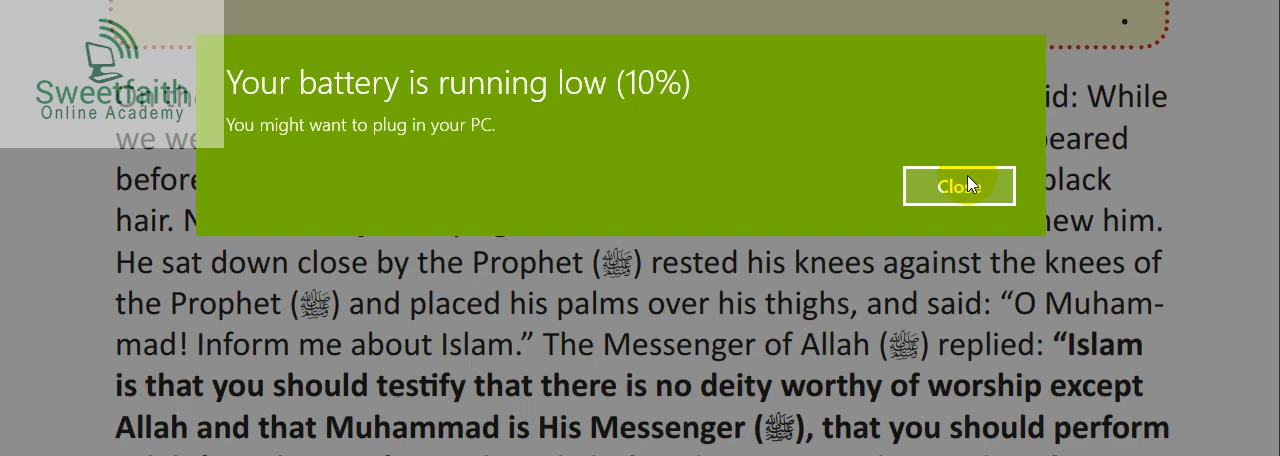 Sweetfaith
Online Academy
Your battery is running low (10%)
You might want to plug in your PC.
Close
id: While
we we
peared
before
black
hair. N
new him.
He sat down close by the Prophet (ﷺ) rested his knees against the knees of
the Prophet (ﷺ) and placed his palms over his thighs, and said: “O Muham-
mad! Inform me about Islam.” The Messenger of Allah (ﷺ) replied: “Islam
is that you should testify that there is no deity worthy of worship except
Allah and that Muhammad is His Messenger (ﷺ), that you should perform